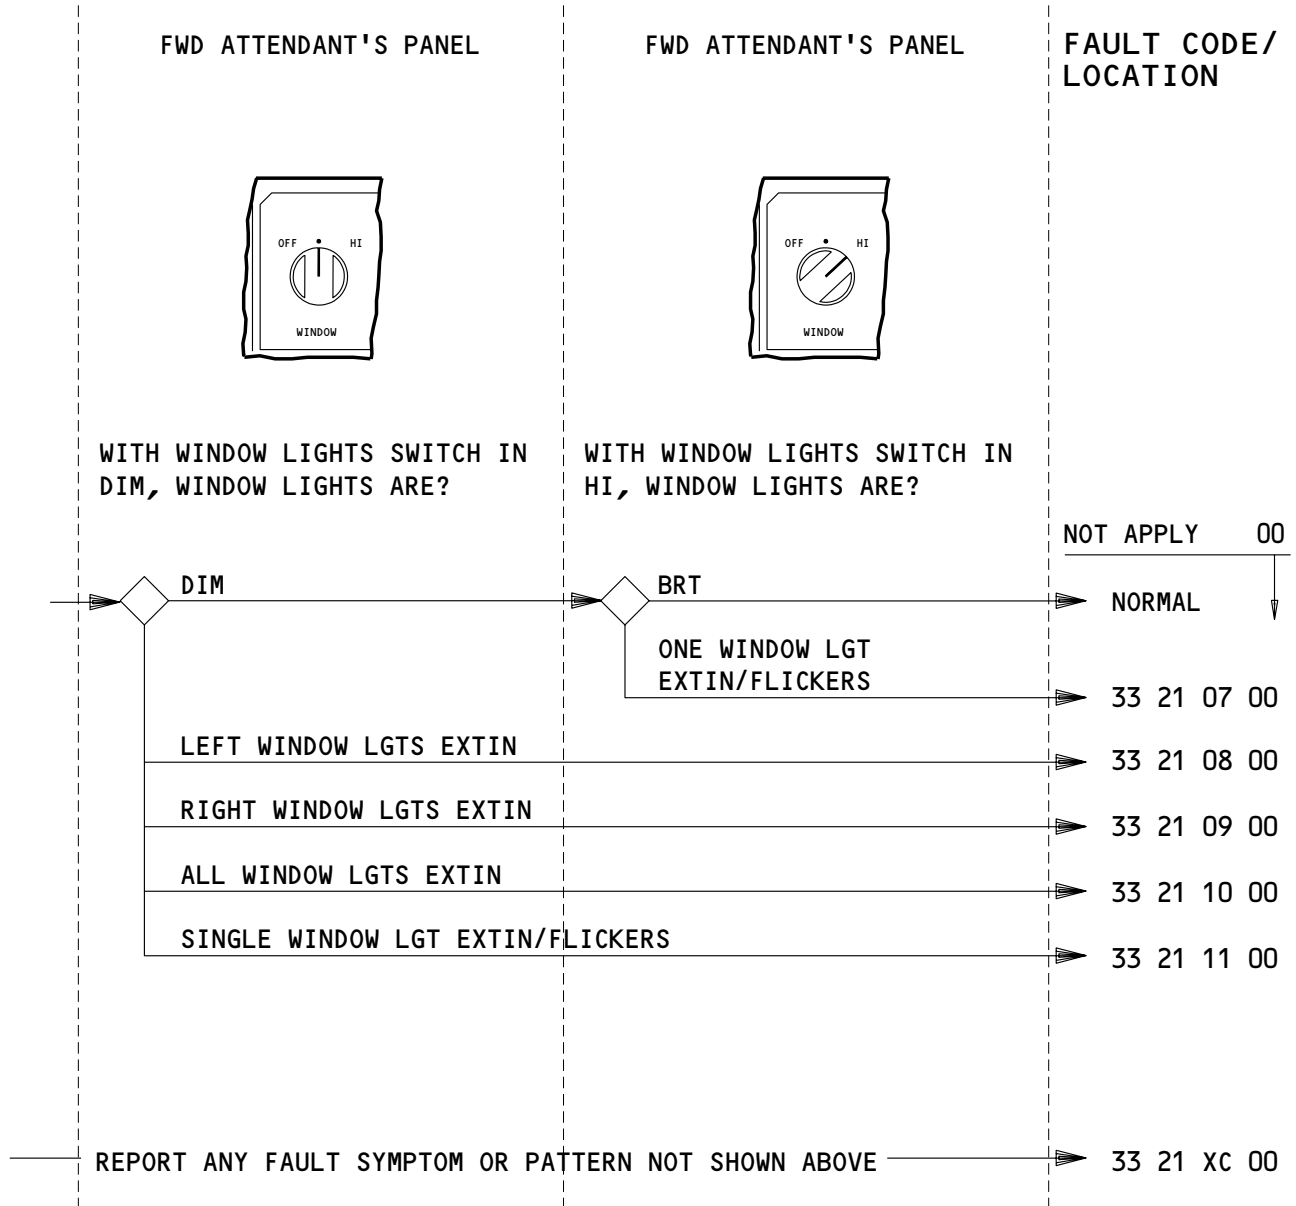 FWD ATTENDANT'S PANEL
FWD ATTENDANT'S PANEL
FAULT CODE/
LOCATION
OFF
HI
WINDOW
OFF
HI
WINDOW
WITH WINDOW LIGHTS SWITCH IN
DIM, WINDOW LIGHTS ARE?
WITH WINDOW LIGHTS SWITCH IN
HI, WINDOW LIGHTS ARE?
NOT APPLY 00
DIM
BRT
NORMAL
ONE WINDOW LGT
EXTIN/FLICKERS
33 21 07 00
LEFT WINDOW LGTS EXTIN
33 21 08 00
RIGHT WINDOW LGTS EXTIN
33 21 09 00
ALL WINDOW LGTS EXTIN
33 21 10 00
SINGLE WINDOW LGT EXTIN/FLICKERS
33 21 11 00
REPORT ANY FAULT SYMPTOM OR PATTERN NOT SHOWN ABOVE
33 21 XC 00